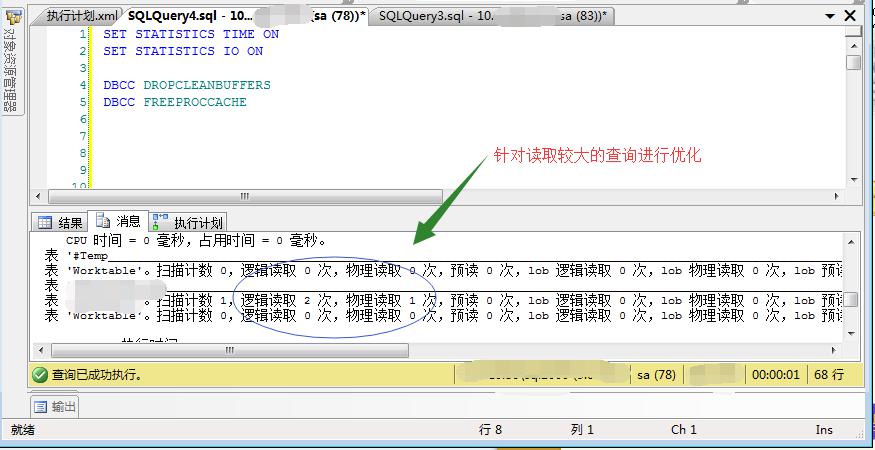 执行计划.xml SQLQuery4.sql - 10.... (sa (78))* SQLQuery3.sql - 10. sa (83))*
对象资源管理器
1 SET STATISTICS TIME ON
2 SET STATISTICS IO ON
3
4 DBCC DROPCLEANBUFFERS
5 DBCC FREEPROCCACHE
6
7
8
9
10
针对读取较大的查询进行优化
结果 消息 执行计划
CPU 时间 = 0 毫秒，占用时间 = 0 毫秒。
表 '#Temp
表 'Worktable'。扫描计数 0，逻辑读取 0 次，物理读取 0 次，预读 0 次，lob 逻辑读取 0 次，lob 物理读取 0 次，lob 预读
表
表 扫描计数 1，逻辑读取 2 次，物理读取 1 次，预读 0 次，lob 逻辑读取 0 次，lob 物理读取 0 次，lob 预读
表 'Worktable'。扫描计数 0，逻辑读取 0 次，物理读取 0 次，预读 0 次，lob 逻辑读取 0 次，lob 物理读取 0 次，lob 预读
查询已成功执行。 sa (78) 00:00:01 68 行
输出
就绪 行 8 列 1 Ch 1 Ins